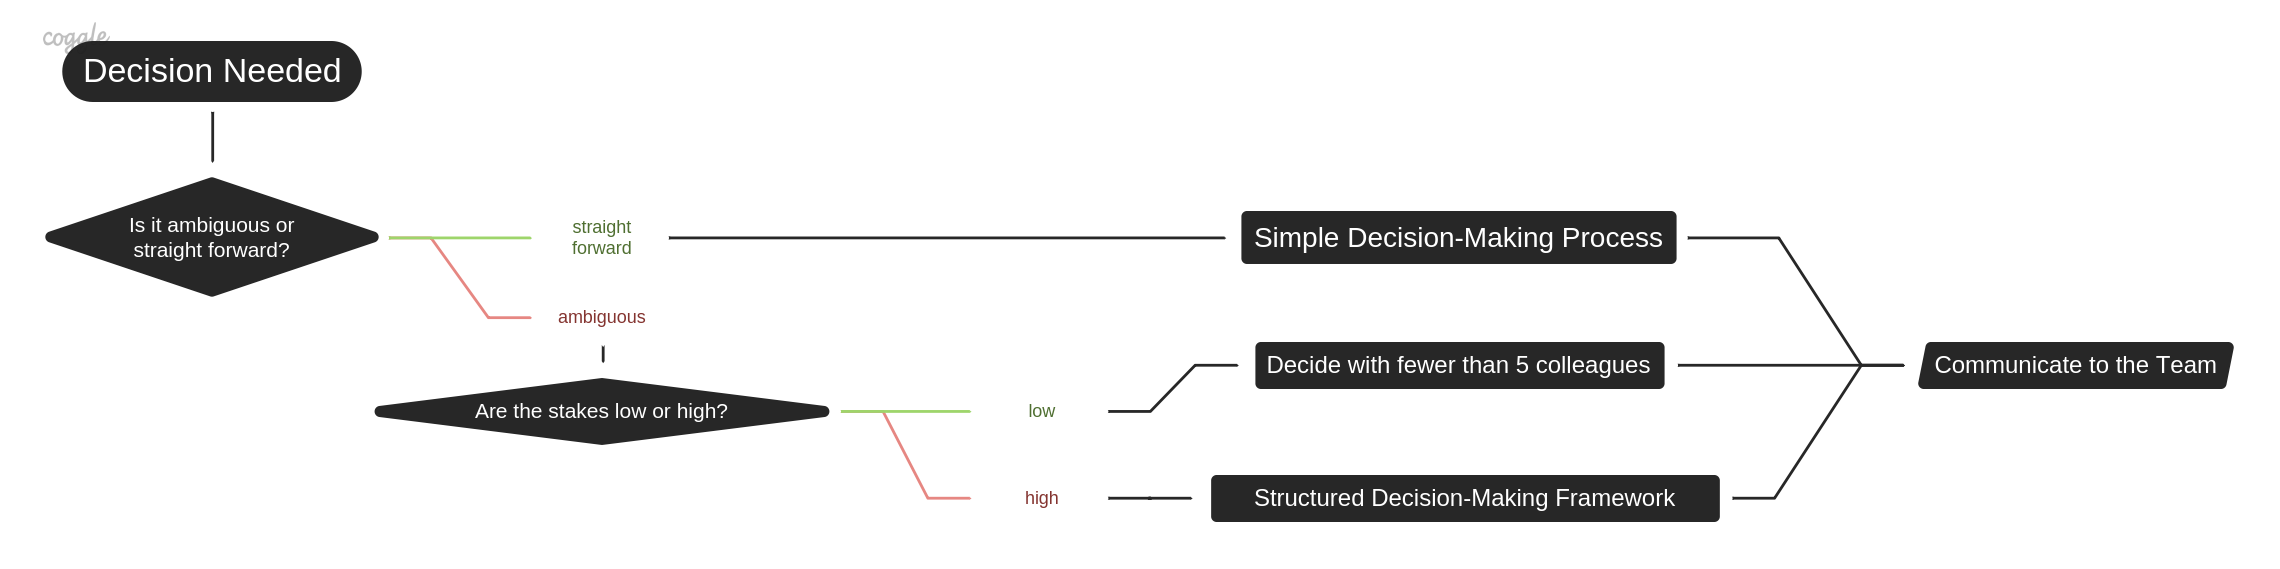 coggle
Decision Needed
Is it ambiguous or
straight forward?
straight
forward
Simple Decision-Making Process
ambiguous
Decide with fewer than 5 colleagues
Communicate to the Team
Are the stakes low or high?
low
high
Structured Decision-Making Framework